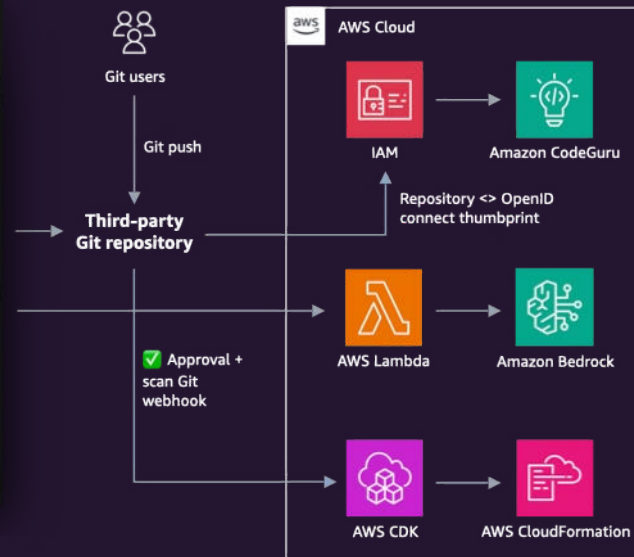 aws
AWS Cloud
Git users
IAM
Amazon CodeGuru
Git push
Repository <> OpenID
connect thumbprint
Third-party
Git repository
AWS Lambda
Amazon Bedrock
✅ Approval +
scan Git
webhook
AWS CDK
AWS CloudFormation